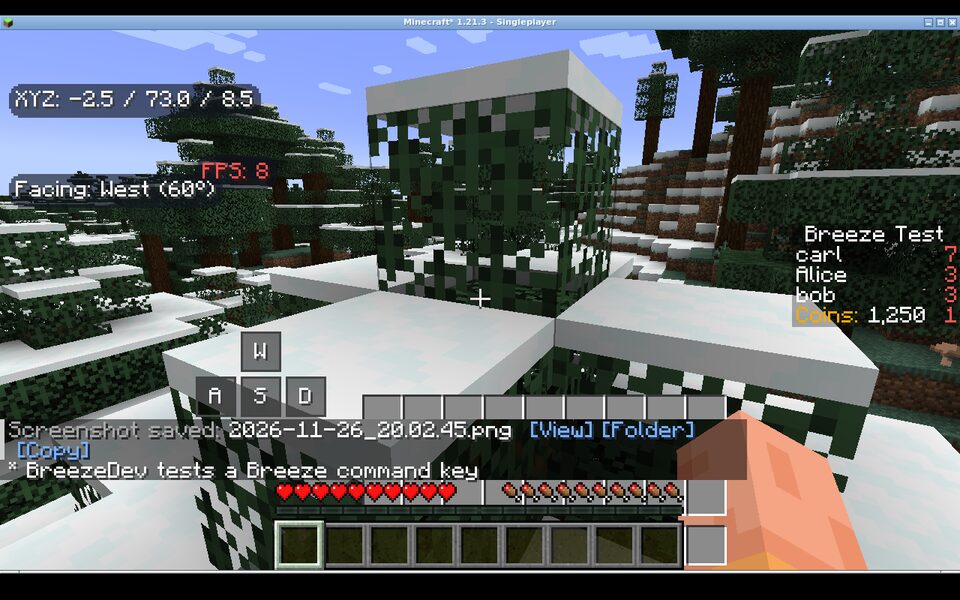 Minecraft* 1.21.3 - Singleplayer
XYZ: -2.5 / 73.0 / 8.5
FPS: 8
Facing: West (60°)
Breeze Test
carl 7
Alice 3
bob 3
Coins: 1,250 1
W
A S D
Screenshot saved: 2026-11-26_20.02.45.png [View] [Folder]
[Copy]
* BreezeDev tests a Breeze command key